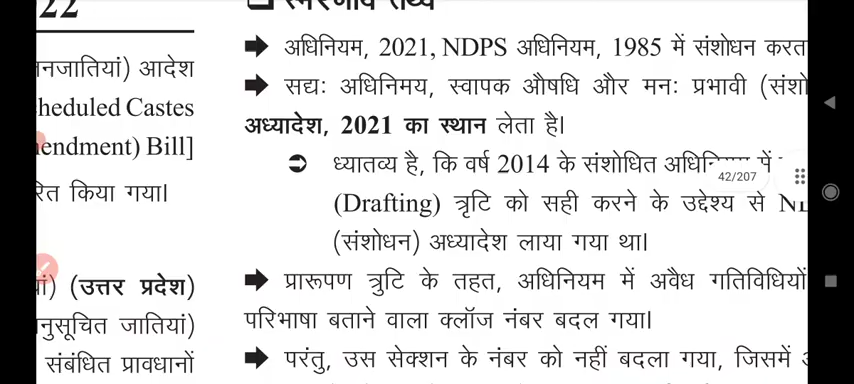 22
नजातियां) आदेश
heduled Castes
endment) Bill]
रित किया गया।
यां) (उत्तर प्रदेश)
नुसूचित जातियां)
संबंधित प्रावधानों
स्मरणीय तथ्य
अधिनियम, 2021, NDPS अधिनियम, 1985 में संशोधन करत
सद्यः अधिनिमय, स्वापक औषधि और मनः प्रभावी (संशो
अध्यादेश, 2021 का स्थान लेता है।
ध्यातव्य है, कि वर्ष 2014 के संशोधित में
42/207
(Drafting) त्रृटि को सही करने के उद्देश्य से
(संशोधन) अध्यादेश लाया गया था।
प्रारूपण त्रुटि के तहत, अधिनियम में अवैध गतिविधियों
परिभाषा बताने वाला क्लॉज नंबर बदल गया।
परंतु, उस सेक्शन के नंबर को नहीं बदला गया, जिसमें